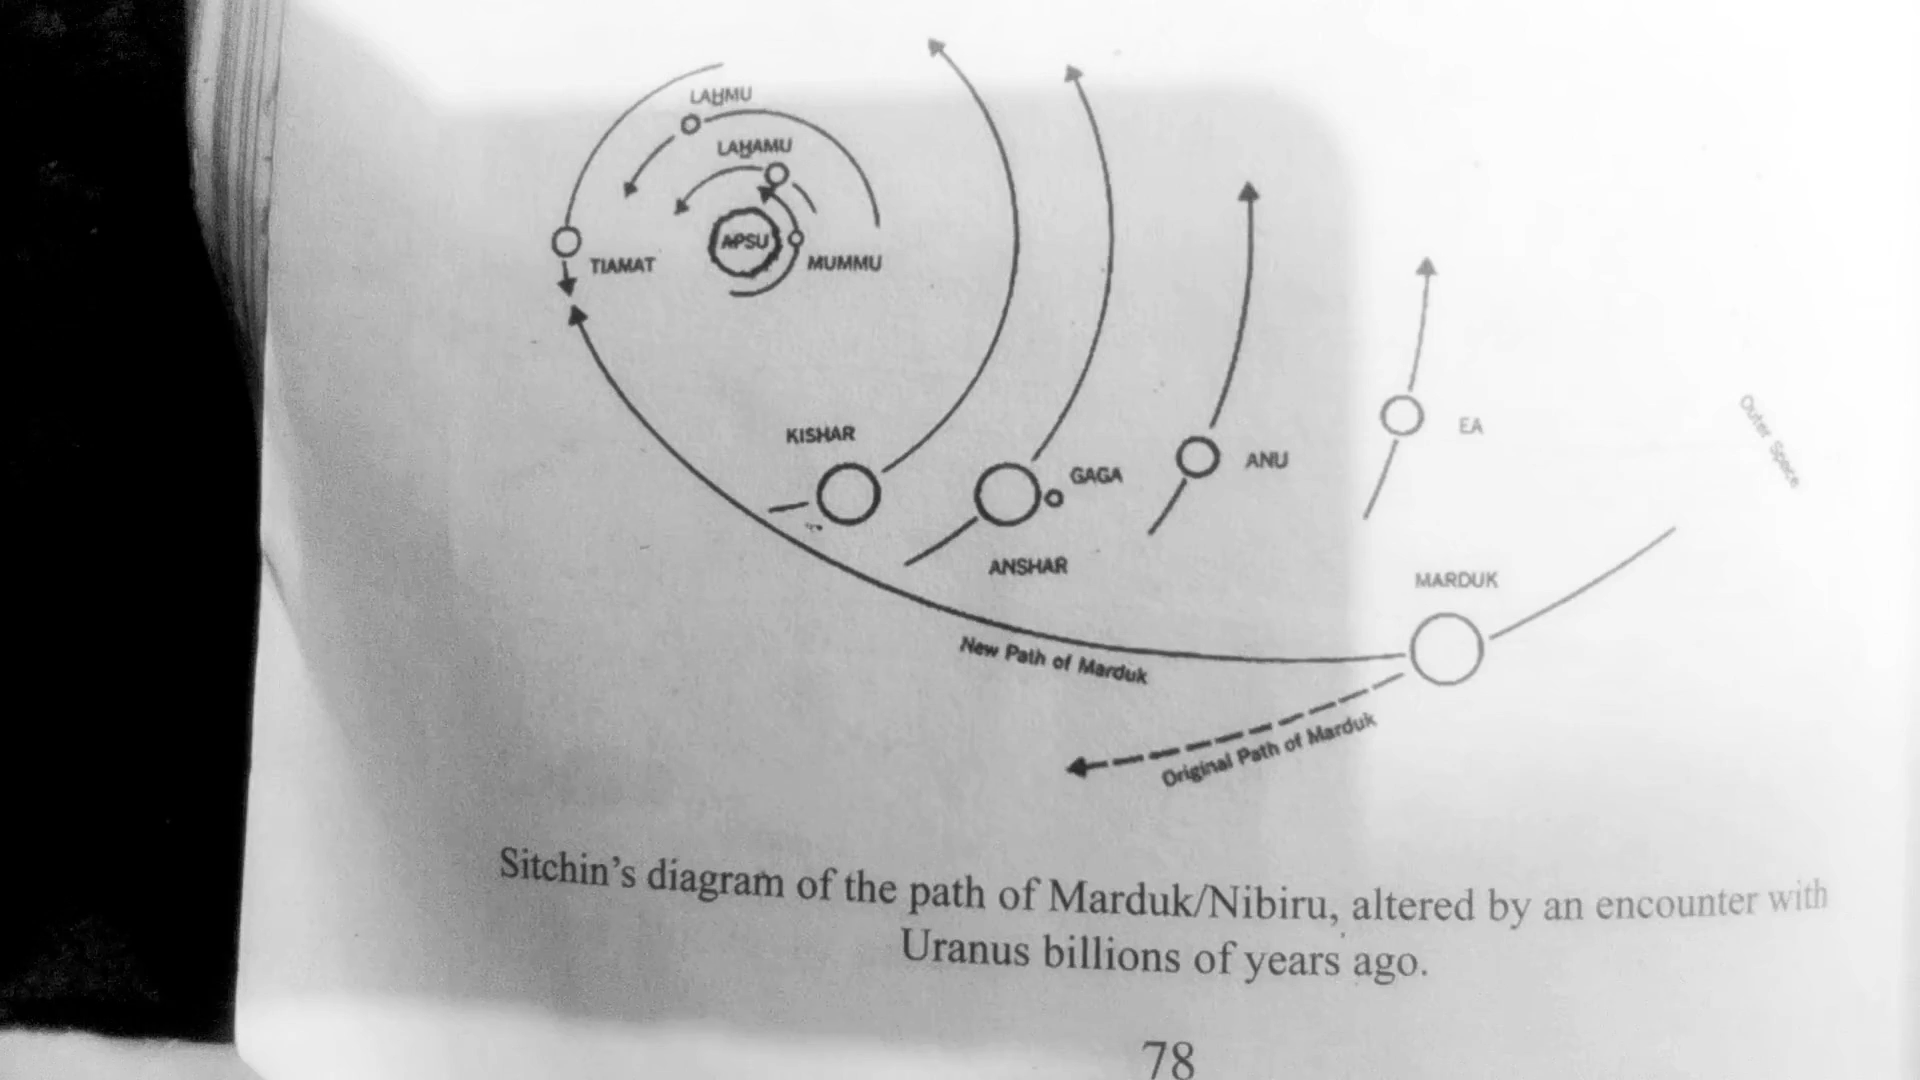 LAḪMU
LAḪAMU
APSU
TIAMAT
MUMMU
KISHAR
GAGA
ANU
EA
Outer Space
ANSHAR
MARDUK
New Path of Marduk
Original Path of Marduk
Sitchin's diagram of the path of Marduk/Nibiru, altered by an encounter with
Uranus billions of years ago.
78